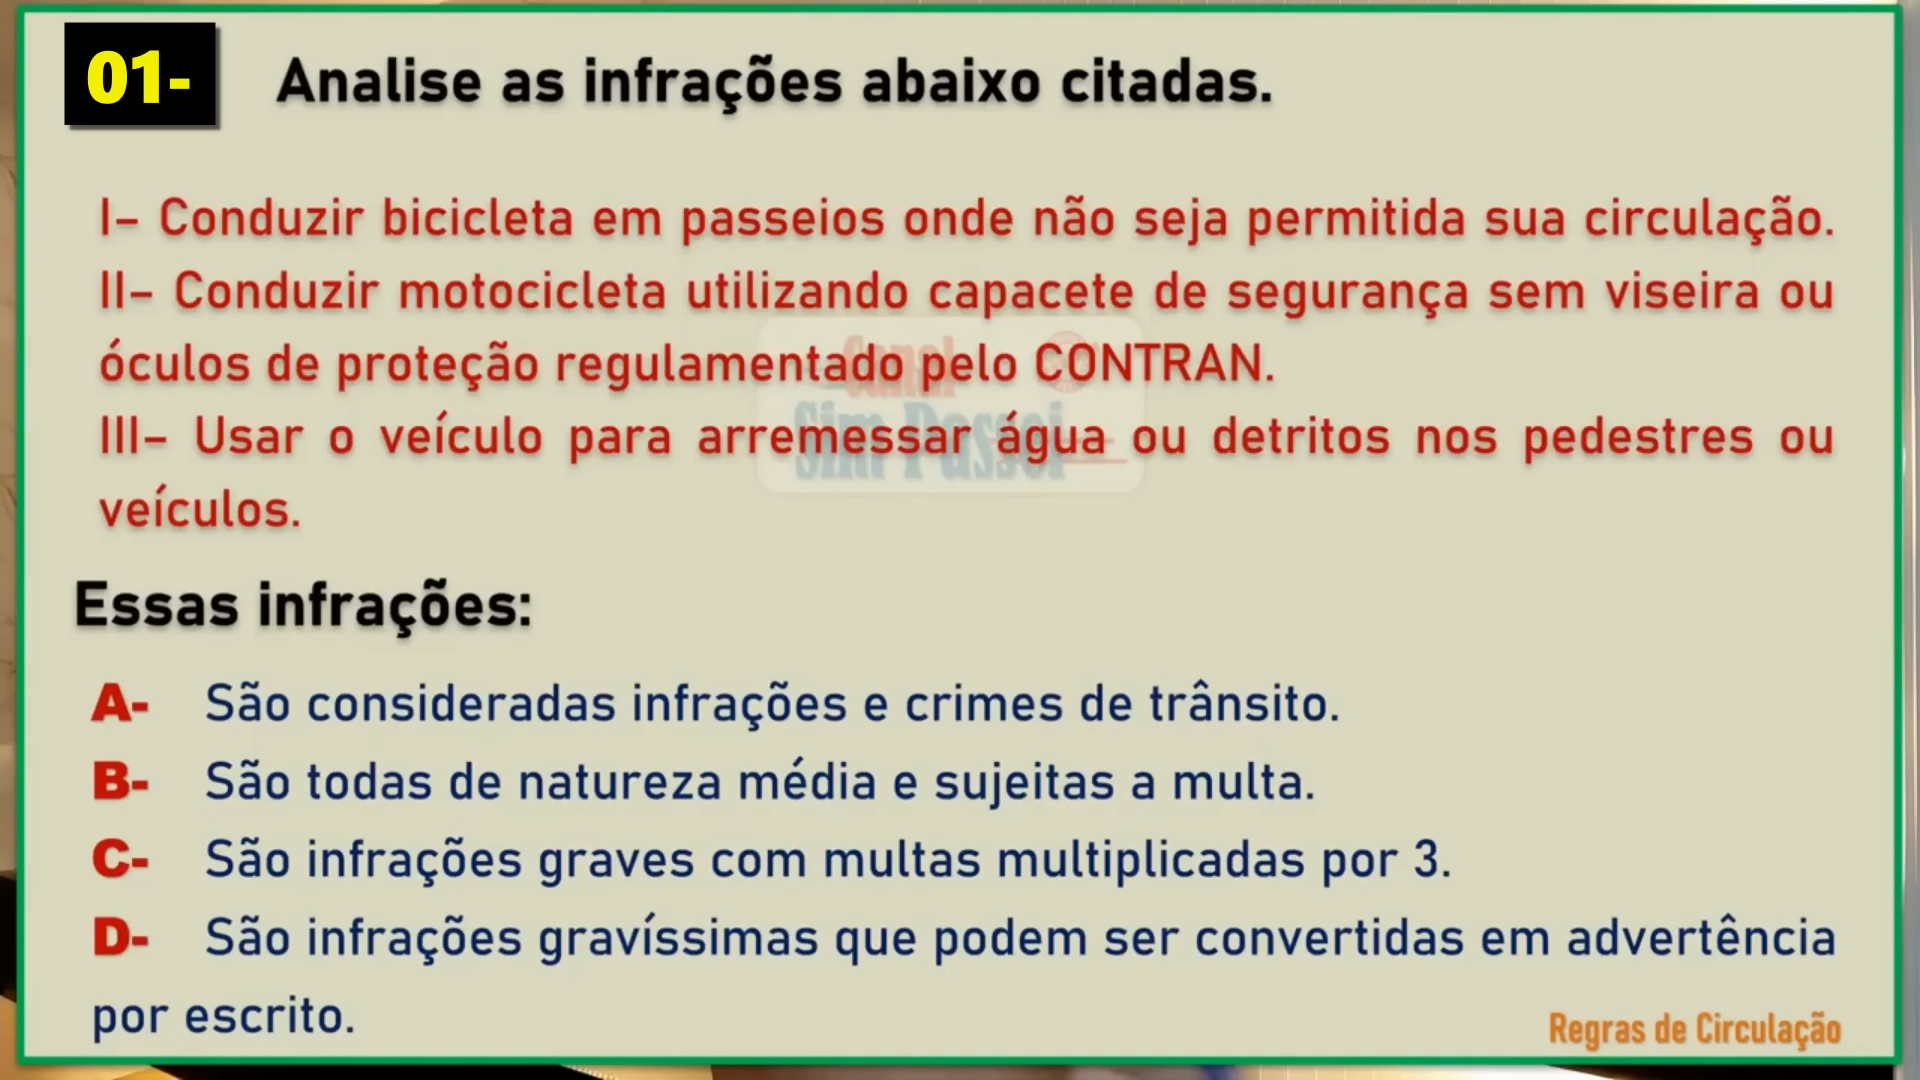 01- Analise as infrações abaixo citadas.
I– Conduzir bicicleta em passeios onde não seja permitida sua circulação.
II– Conduzir motocicleta utilizando capacete de segurança sem viseira ou
óculos de proteção regulamentado pelo CONTRAN.
III– Usar o veículo para arremessar água ou detritos nos pedestres ou
veículos.
Canal
Sim Passei
Essas infrações:
A- São consideradas infrações e crimes de trânsito.
B- São todas de natureza média e sujeitas a multa.
C- São infrações graves com multas multiplicadas por 3.
D- São infrações gravíssimas que podem ser convertidas em advertência
por escrito.
Regras de Circulação